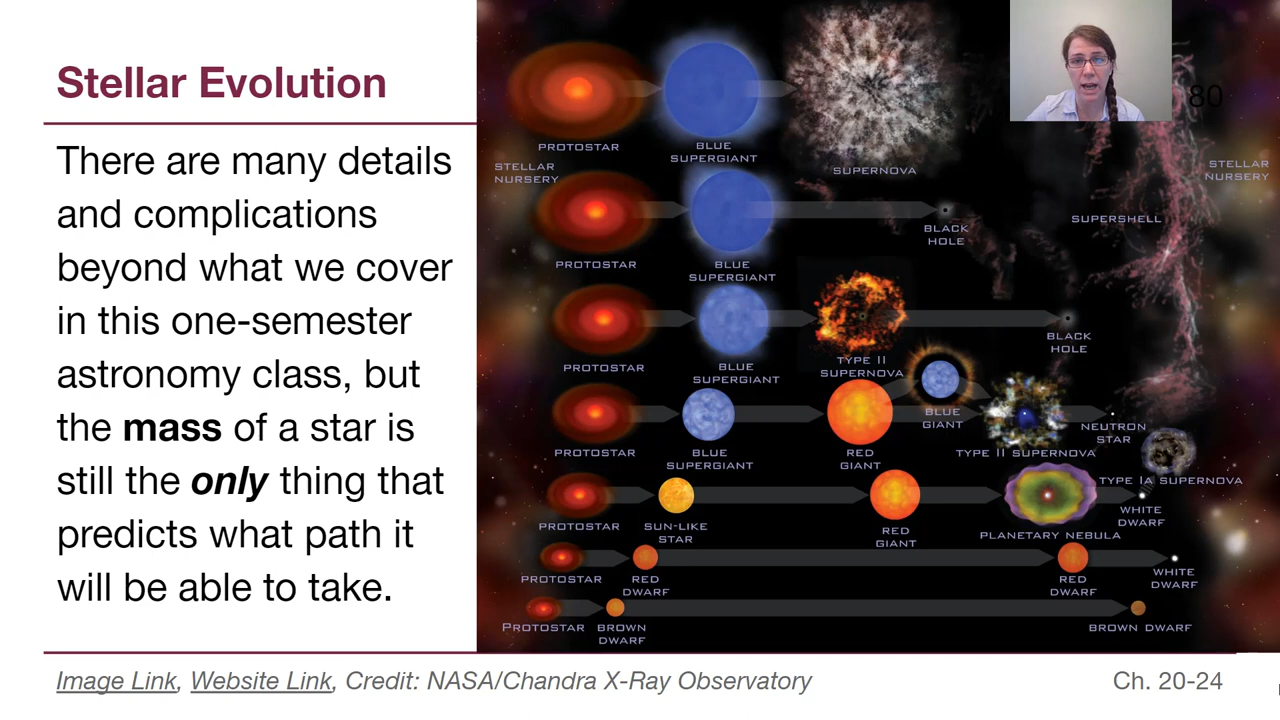 Stellar Evolution
There are many details
and complications
beyond what we cover
in this one-semester
astronomy class, but
the mass of a star is
still the only thing that
predicts what path it
will be able to take.
80
PROTOSTAR
BLUE
SUPERGIANT
SUPERNOVA
STELLAR
NURSERY
STELLAR
NURSERY
PROTOSTAR
BLUE
SUPERGIANT
BLACK
HOLE
SUPERSHELL
PROTOSTAR
BLUE
SUPERGIANT
TYPE II
SUPERNOVA
BLACK
HOLE
PROTOSTAR
BLUE
SUPERGIANT
RED
GIANT
BLUE
GIANT
TYPE II SUPERNOVA
NEUTRON
STAR
TYPE IA SUPERNOVA
PROTOSTAR
SUN-LIKE
STAR
RED
GIANT
PLANETARY NEBULA
WHITE
DWARF
PROTOSTAR
RED
DWARF
RED
DWARF
WHITE
DWARF
PROTOSTAR
BROWN
DWARF
BROWN DWARF
Image Link, Website Link, Credit: NASA/Chandra X-Ray Observatory
Ch. 20-24